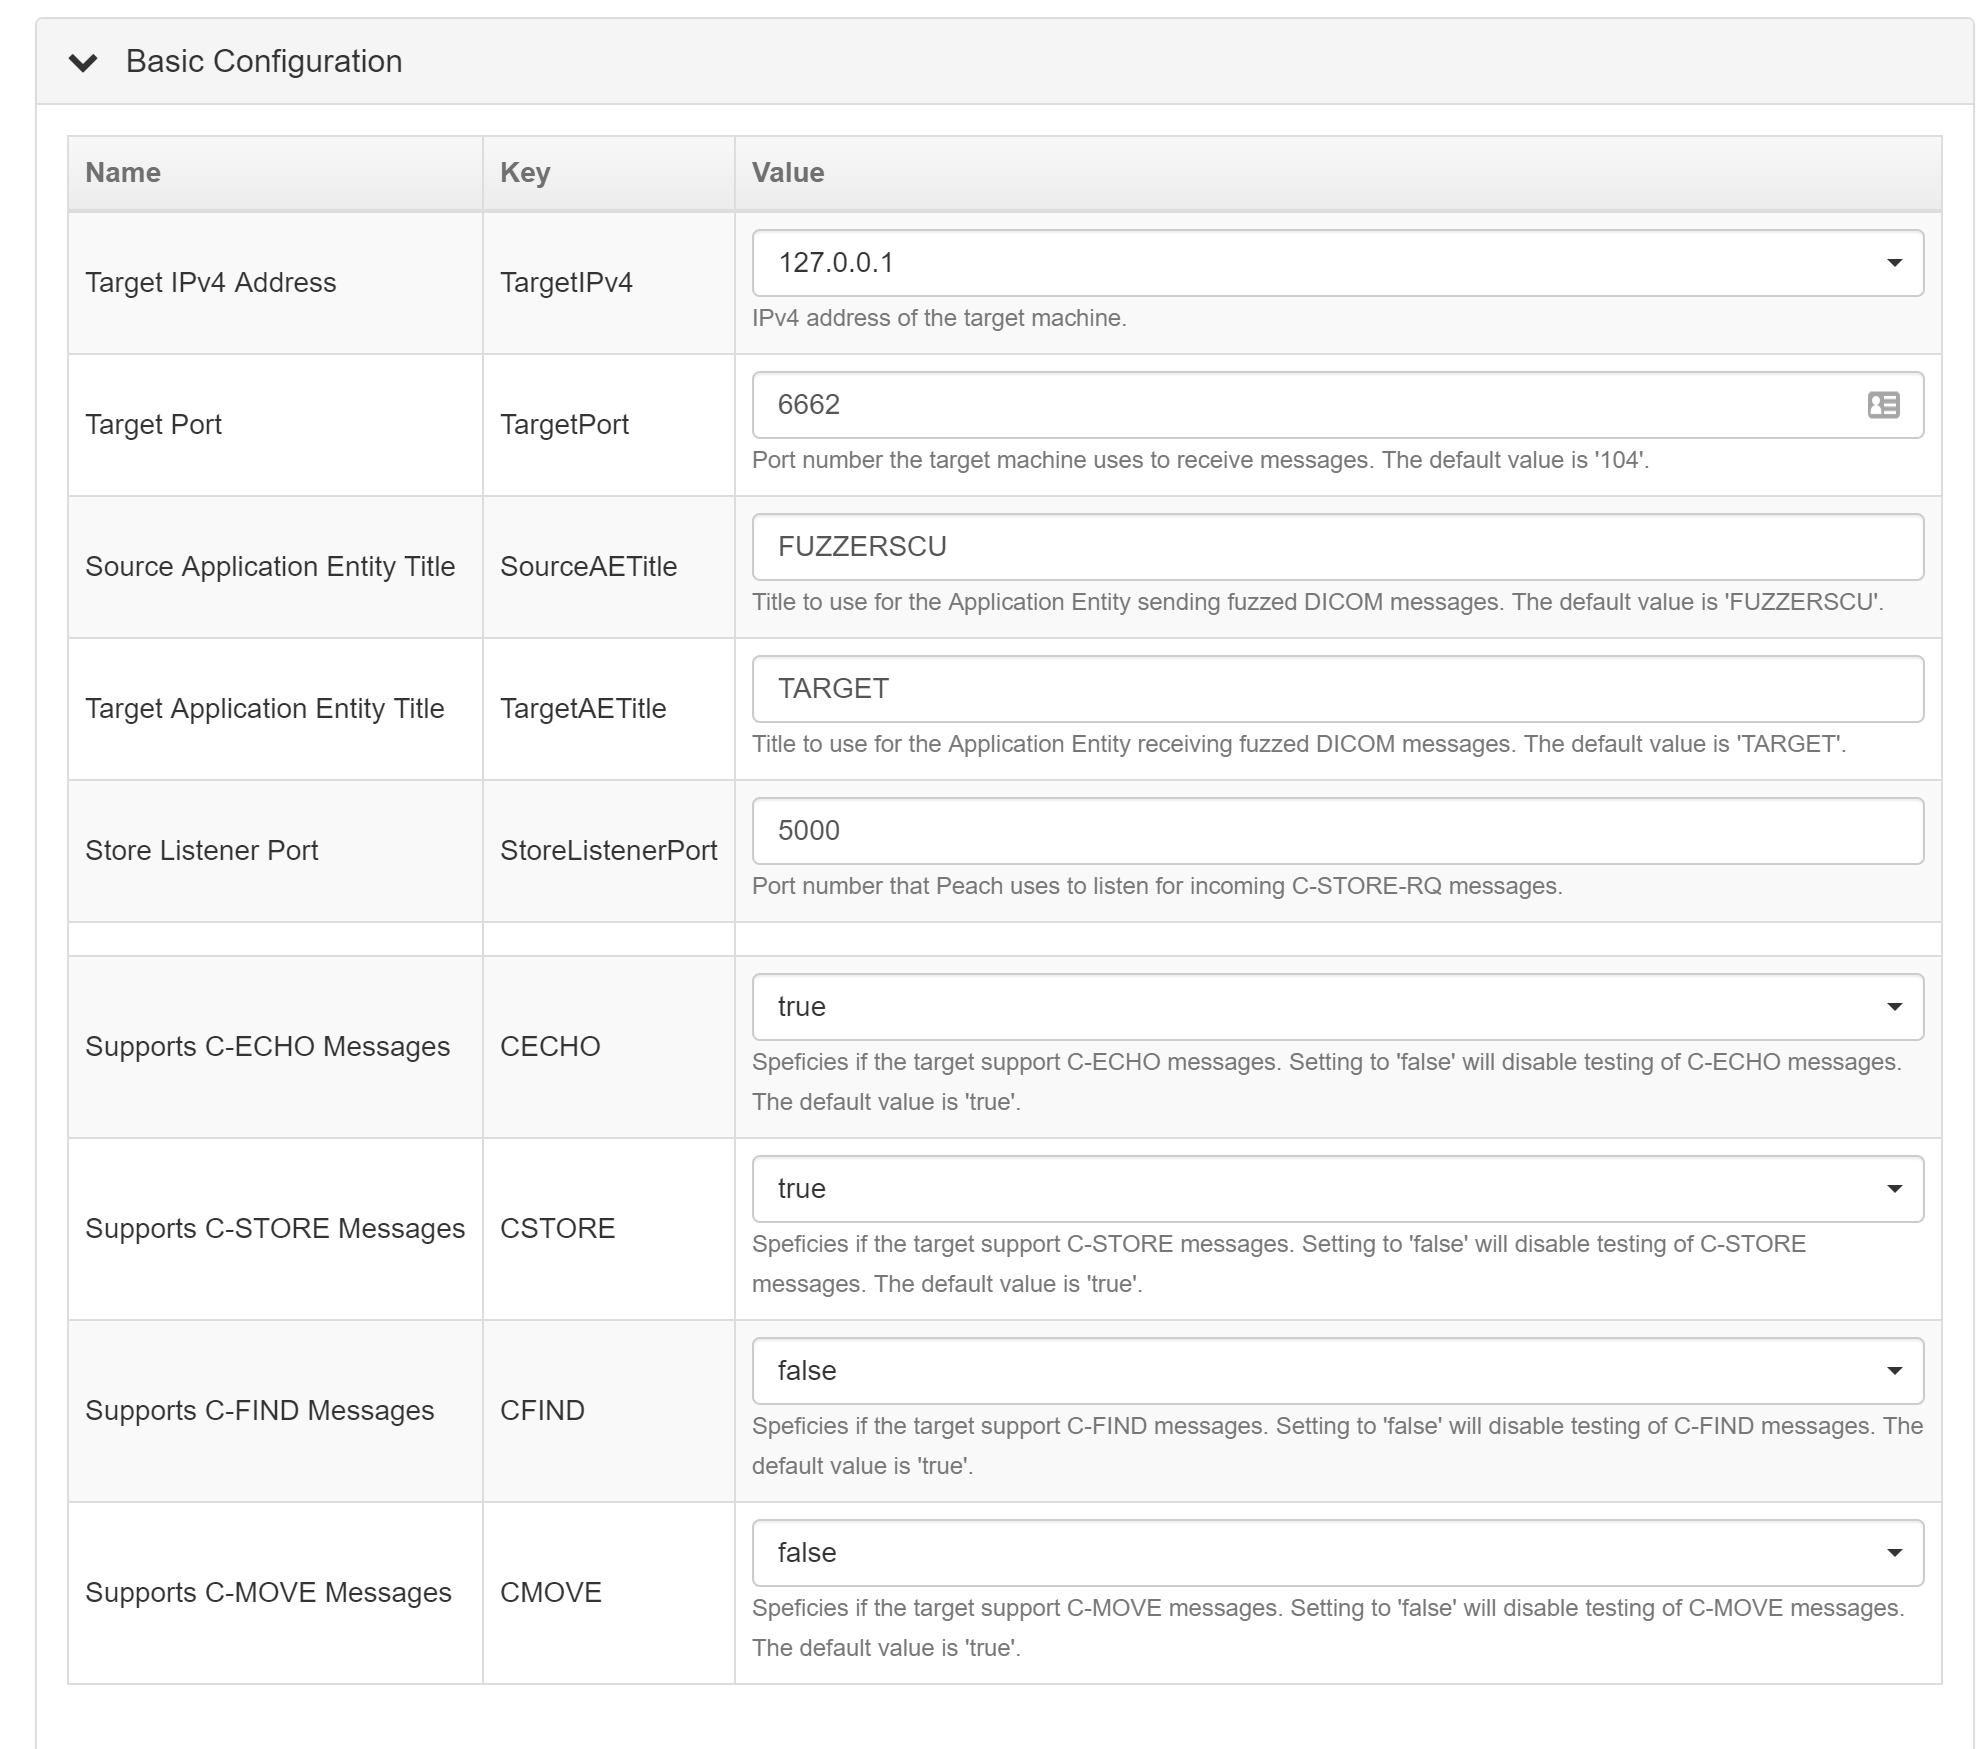 Basic Configuration
Name Key Value
Target IPv4 Address TargetIPv4 127.0.0.1
IPv4 address of the target machine.
Target Port TargetPort 6662
Port number the target machine uses to receive messages. The default value is '104'.
Source Application Entity Title SourceAETitle FUZZERSCU
Title to use for the Application Entity sending fuzzed DICOM messages. The default value is 'FUZZERSCU'.
Target Application Entity Title TargetAETitle TARGET
Title to use for the Application Entity receiving fuzzed DICOM messages. The default value is 'TARGET'.
Store Listener Port StoreListenerPort 5000
Port number that Peach uses to listen for incoming C-STORE-RQ messages.
Supports C-ECHO Messages CECHO true
Speficies if the target support C-ECHO messages. Setting to 'false' will disable testing of C-ECHO messages.
The default value is 'true'.
Supports C-STORE Messages CSTORE true
Speficies if the target support C-STORE messages. Setting to 'false' will disable testing of C-STORE
messages. The default value is 'true'.
Supports C-FIND Messages CFIND false
Speficies if the target support C-FIND messages. Setting to 'false' will disable testing of C-FIND messages. The
default value is 'true'.
Supports C-MOVE Messages CMOVE false
Speficies if the target support C-MOVE messages. Setting to 'false' will disable testing of C-MOVE messages.
The default value is 'true'.